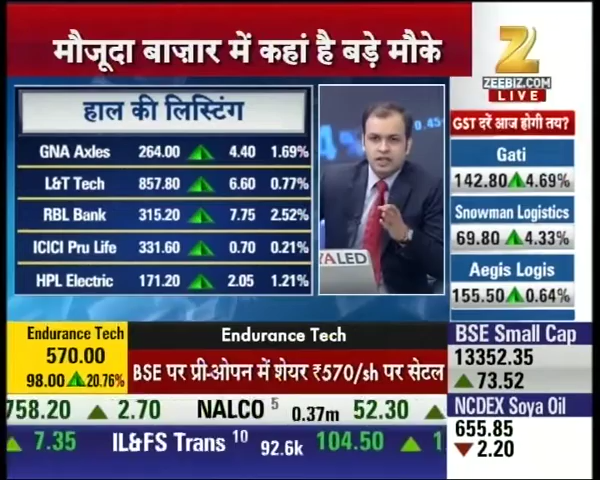 मौजूदा बाज़ार में कहां है बड़े मौके
Z
ZEEBIZ.COM
LIVE
हाल की लिस्टिंग
GNA Axles 264.00 4.40 1.69%
L&T Tech 857.80 6.60 0.77%
RBL Bank 315.20 7.75 2.52%
ICICI Pru Life 331.60 0.70 0.21%
HPL Electric 171.20 2.05 1.21%
0.45%
YALED
GST दरें आज होगी तय?
Gati
142.80 4.69%
Snowman Logistics
69.80 4.33%
Aegis Logis
155.50 0.64%
Endurance Tech
570.00
98.00 20.76%
Endurance Tech
BSE पर प्री-ओपन में शेयर ₹570/sh पर सेटल
BSE Small Cap
13352.35
73.52
758.20 2.70 NALCO 5 0.37m 52.30
7.35 IL&FS Trans 10 92.6k 104.50 1
NCDEX Soya Oil
655.85
2.20